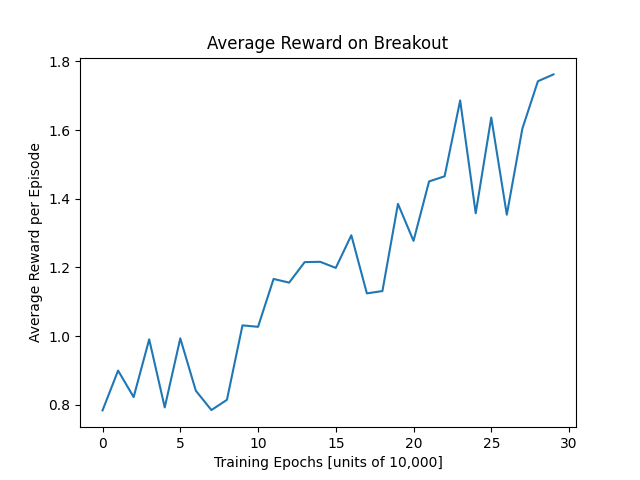 Average Reward on Breakout
1.8
1.6
1.4
1.2
1.0
0.8
Average Reward per Episode
0 5 10 15 20 25 30
Training Epochs [units of 10,000]